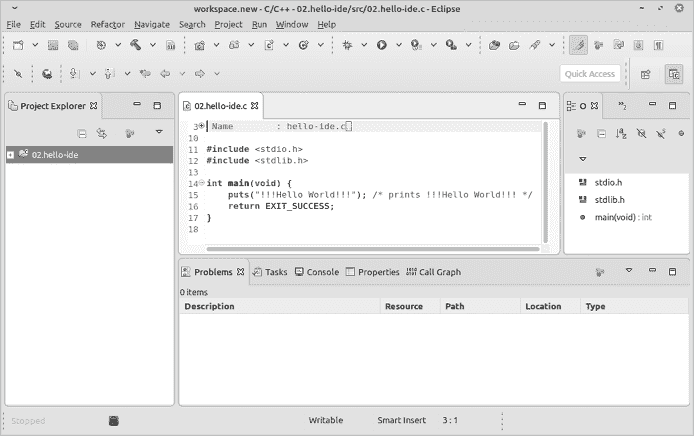 workspace.new - C/C++ - 02.hello-ide/src/02.hello-ide.c - Eclipse
File Edit Source Refactor Navigate Search Project Run Window Help
Quick Access
Project Explorer
02.hello-ide
02.hello-ide.c
3 Name : hello-ide.c
10
11 #include <stdio.h>
12 #include <stdlib.h>
13
14 int main(void) {
15 puts("!!!Hello World!!!"); /* prints !!!Hello World!!! */
16 return EXIT_SUCCESS;
17 }
18
O
»2
stdio.h
stdlib.h
main(void) : int
Problems Tasks Console Properties Call Graph
0 items
Description Resource Path Location Type
Stopped Writable Smart Insert 3 : 1